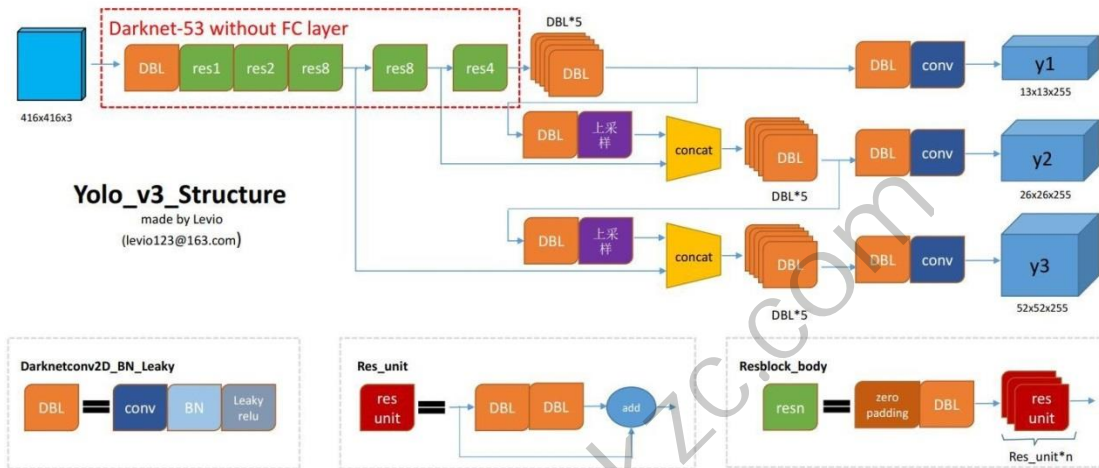 Darknet-53 without FC layer
DBL*5
DBL
res1
res2
res8
res8
res4
DBL
DBL
conv
y1
416x416x3
13x13x255
DBL
上采
样
concat
DBL
DBL
conv
y2
DBL*5
26x26x255
Yolo_v3_Structure
made by Levio
(levio123@163.com)
DBL
上采
样
concat
DBL
DBL
conv
y3
DBL*5
52x52x255
Darknetconv2D_BN_Leaky
DBL
conv
BN
Leaky
relu
Res_unit
res
unit
DBL
DBL
add
Resblock_body
resn
zero
padding
DBL
res
unit
Res_unit*n